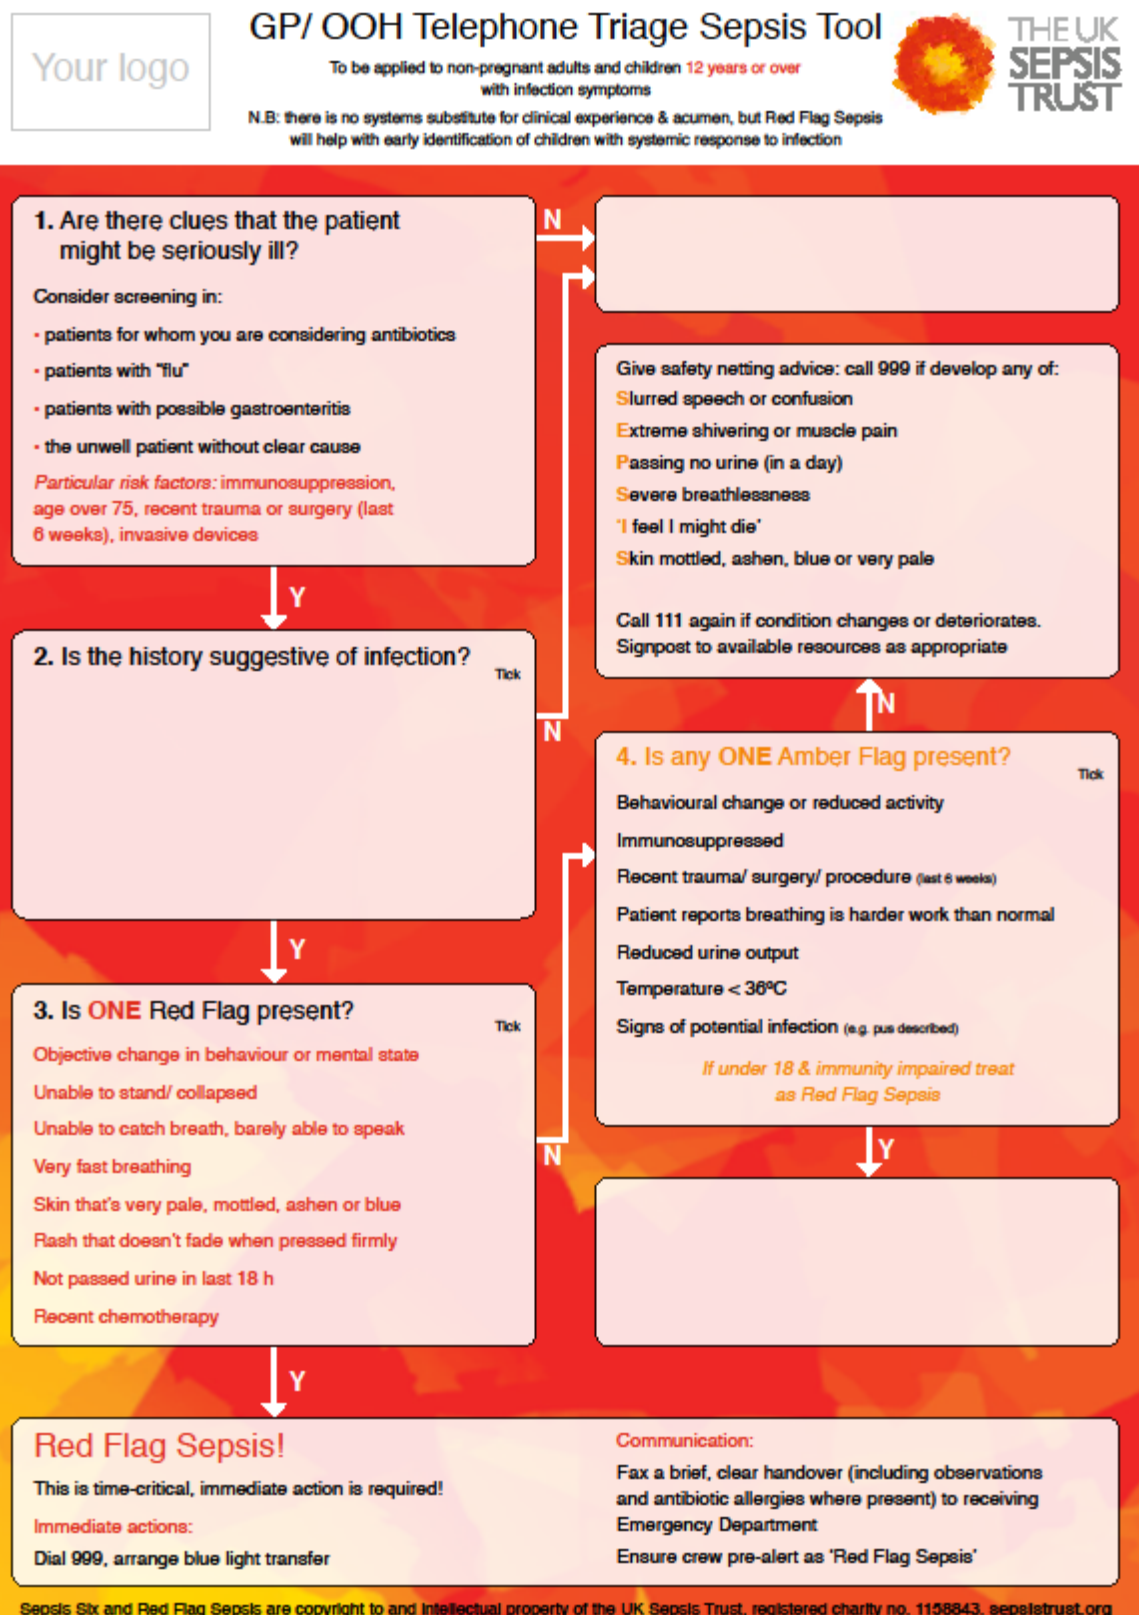 Your logo
GP/ OOH Telephone Triage Sepsis Tool
To be applied to non-pregnant adults and children 12 years or over
with infection symptoms
N.B: there is no systems substitute for clinical experience & acumen, but Red Flag Sepsis
will help with early identification of children with systemic response to infection
THE UK
SEPSIS
TRUST
1. Are there clues that the patient
might be seriously ill?
Consider screening in:
• patients for whom you are considering antibiotics
• patients with "flu"
• patients with possible gastroenteritis
• the unwell patient without clear cause
Particular risk factors: immunosuppression,
age over 75, recent trauma or surgery (last
6 weeks), invasive devices
N
Y
2. Is the history suggestive of infection?
Tick
N
Y
3. Is ONE Red Flag present?
Tick
Objective change in behaviour or mental state
Unable to stand/ collapsed
Unable to catch breath, barely able to speak
Very fast breathing
Skin that's very pale, mottled, ashen or blue
Rash that doesn't fade when pressed firmly
Not passed urine in last 18 h
Recent chemotherapy
N
Y
Give safety netting advice: call 999 if develop any of:
Slurred speech or confusion
Extreme shivering or muscle pain
Passing no urine (in a day)
Severe breathlessness
'I feel I might die'
Skin mottled, ashen, blue or very pale
Call 111 again if condition changes or deteriorates.
Signpost to available resources as appropriate
N
4. Is any ONE Amber Flag present?
Tick
Behavioural change or reduced activity
Immunosuppressed
Recent trauma/ surgery/ procedure (last 6 weeks)
Patient reports breathing is harder work than normal
Reduced urine output
Temperature < 36ºC
Signs of potential infection (e.g. pus described)
If under 18 & immunity impaired treat
as Red Flag Sepsis
Y
Red Flag Sepsis!
This is time-critical, immediate action is required!
Immediate actions:
Dial 999, arrange blue light transfer
Communication:
Fax a brief, clear handover (including observations
and antibiotic allergies where present) to receiving
Emergency Department
Ensure crew pre-alert as 'Red Flag Sepsis'
Sepsis Six and Red Flag Sepsis are copyright to and intellectual property of the UK Sepsis Trust, registered charity no. 1158843. sepsistrust.org